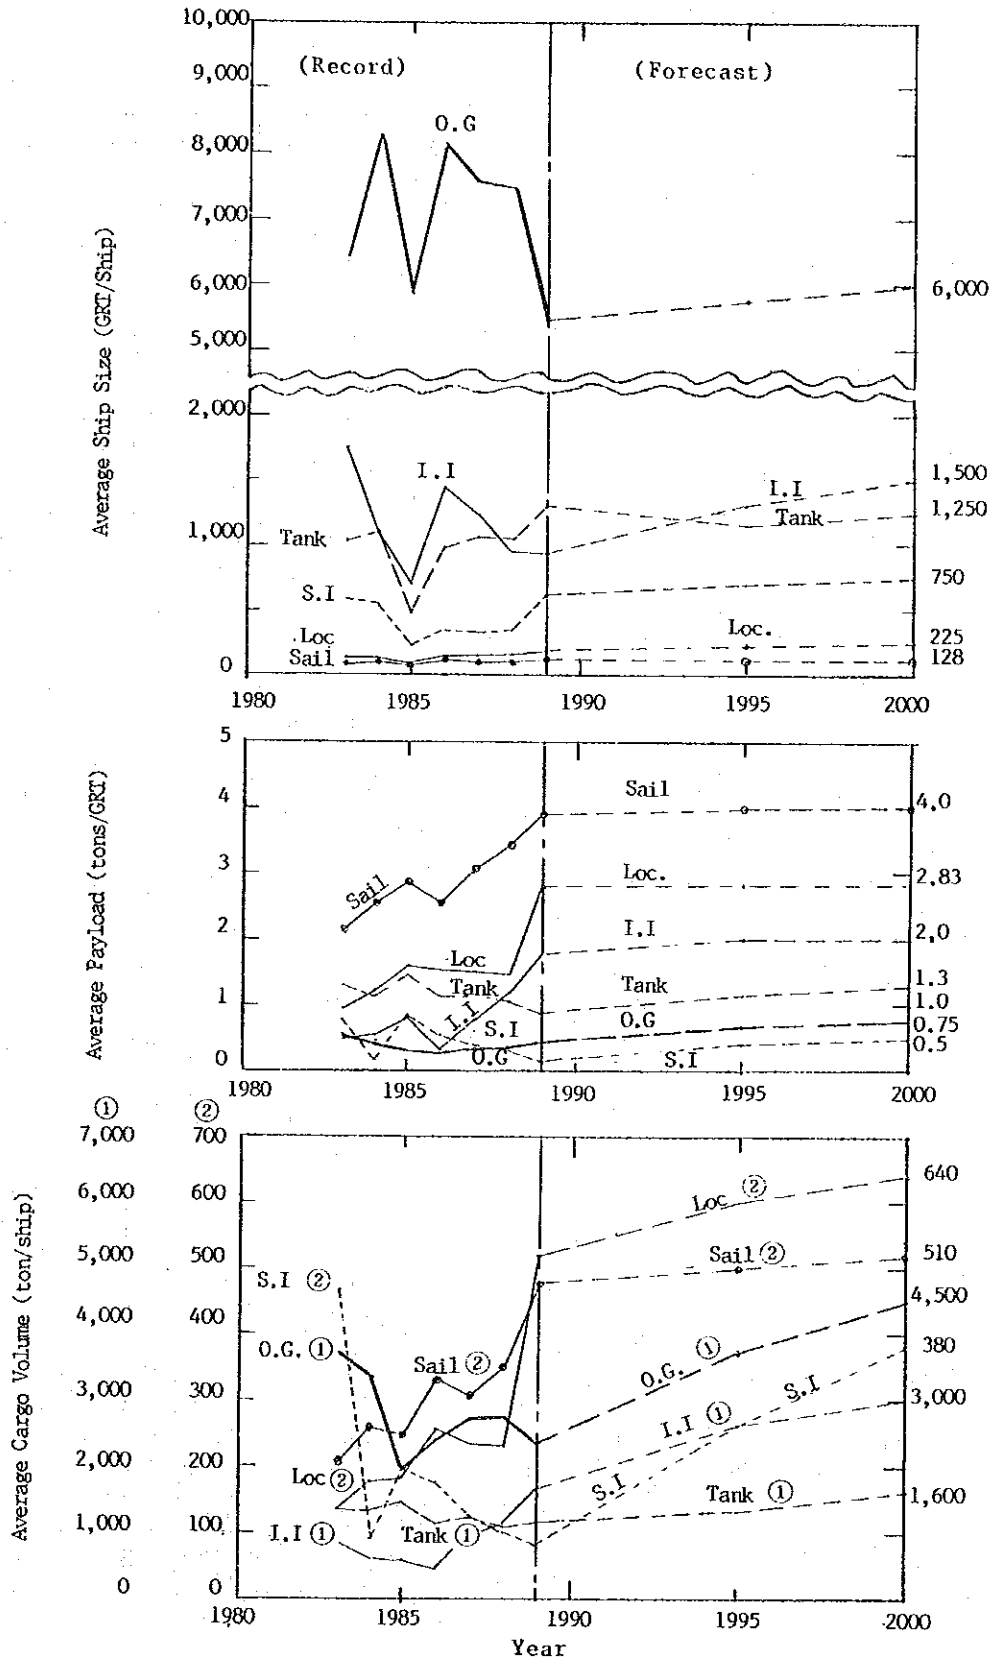 10,000
(Record) (Forecast)
9,000
O.G
8,000
7,000
6,000 6,000
5,000
Average Ship Size (GRT/Ship)
2,000
I.I 1,500
I.I
1,250
Tank 1,000 Tank
S.I 750
Loc Loc. 225
Sail 128
0
1980 1985 1990 1995 2000
5
Sail
4 4.0
3
Sail Loc. 2.83
Average Payload (tons/GRT)
2 I.I 2.0
Loc
Tank Tank 1.3
1 1.0
I.I S.I O.G 0.75
O.G S.I 0.5
0
1980 1985 1990 1995 2000
① ②
7,000 700
640
6,000 600 Loc ②
5,000 500 Sail ② 510
S.I ②
4,000 4,500
400
O.G. ① Sail ② O.G. ① 380
S.I
3,000 300 3,000
I.I ①
2,000 200
Loc ② S.I Tank ① 1,600
1,000 100 I.I ① Tank ①
0 0
Average Cargo Volume (ton/ship)
1980 1985 1990 1995 2000
Year